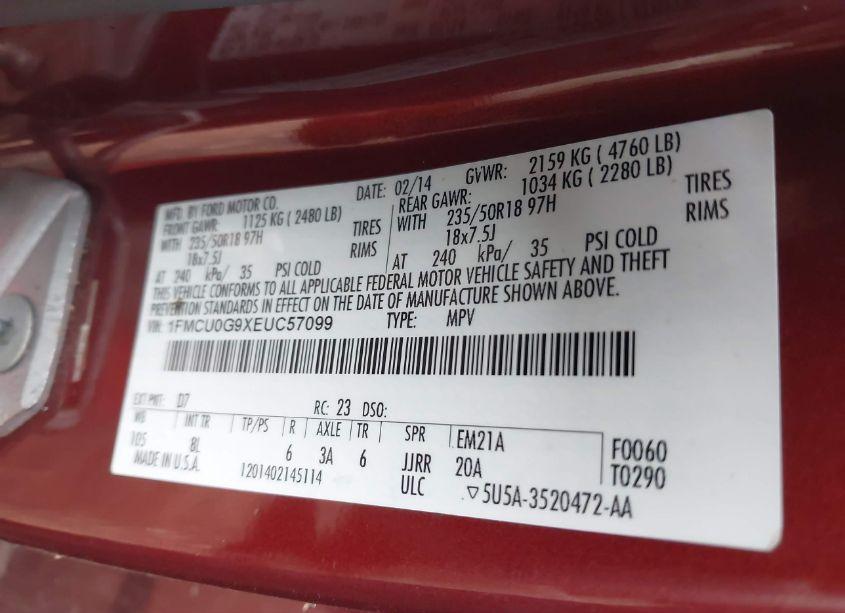 MFD. BY FORD MOTOR CO. DATE: 02/14 GVWR: 2159 KG ( 4760 LB)
FRONT GAWR: 1125 KG ( 2480 LB) REAR GAWR: 1034 KG ( 2280 LB)
WITH 235/50R18 97H TIRES WITH 235/50R18 97H TIRES
18x7.5J RIMS 18x7.5J RIMS
AT 240 kPa/ 35 PSI COLD AT 240 kPa/ 35 PSI COLD
THIS VEHICLE CONFORMS TO ALL APPLICABLE FEDERAL MOTOR VEHICLE SAFETY AND THEFT
PREVENTION STANDARDS IN EFFECT ON THE DATE OF MANUFACTURE SHOWN ABOVE.
VIN: 1FMCU0G9XEUC57099 TYPE: MPV
EXT PNT: D7 RC: 23 DSO:
WB INT TR TP/PS R AXLE TR SPR EM21A F0060
105 8L 6 3A 6 JJRR 20A T0290
MADE IN U.S.A. 1201402145114 ULC ▽5U5A-3520472-AA